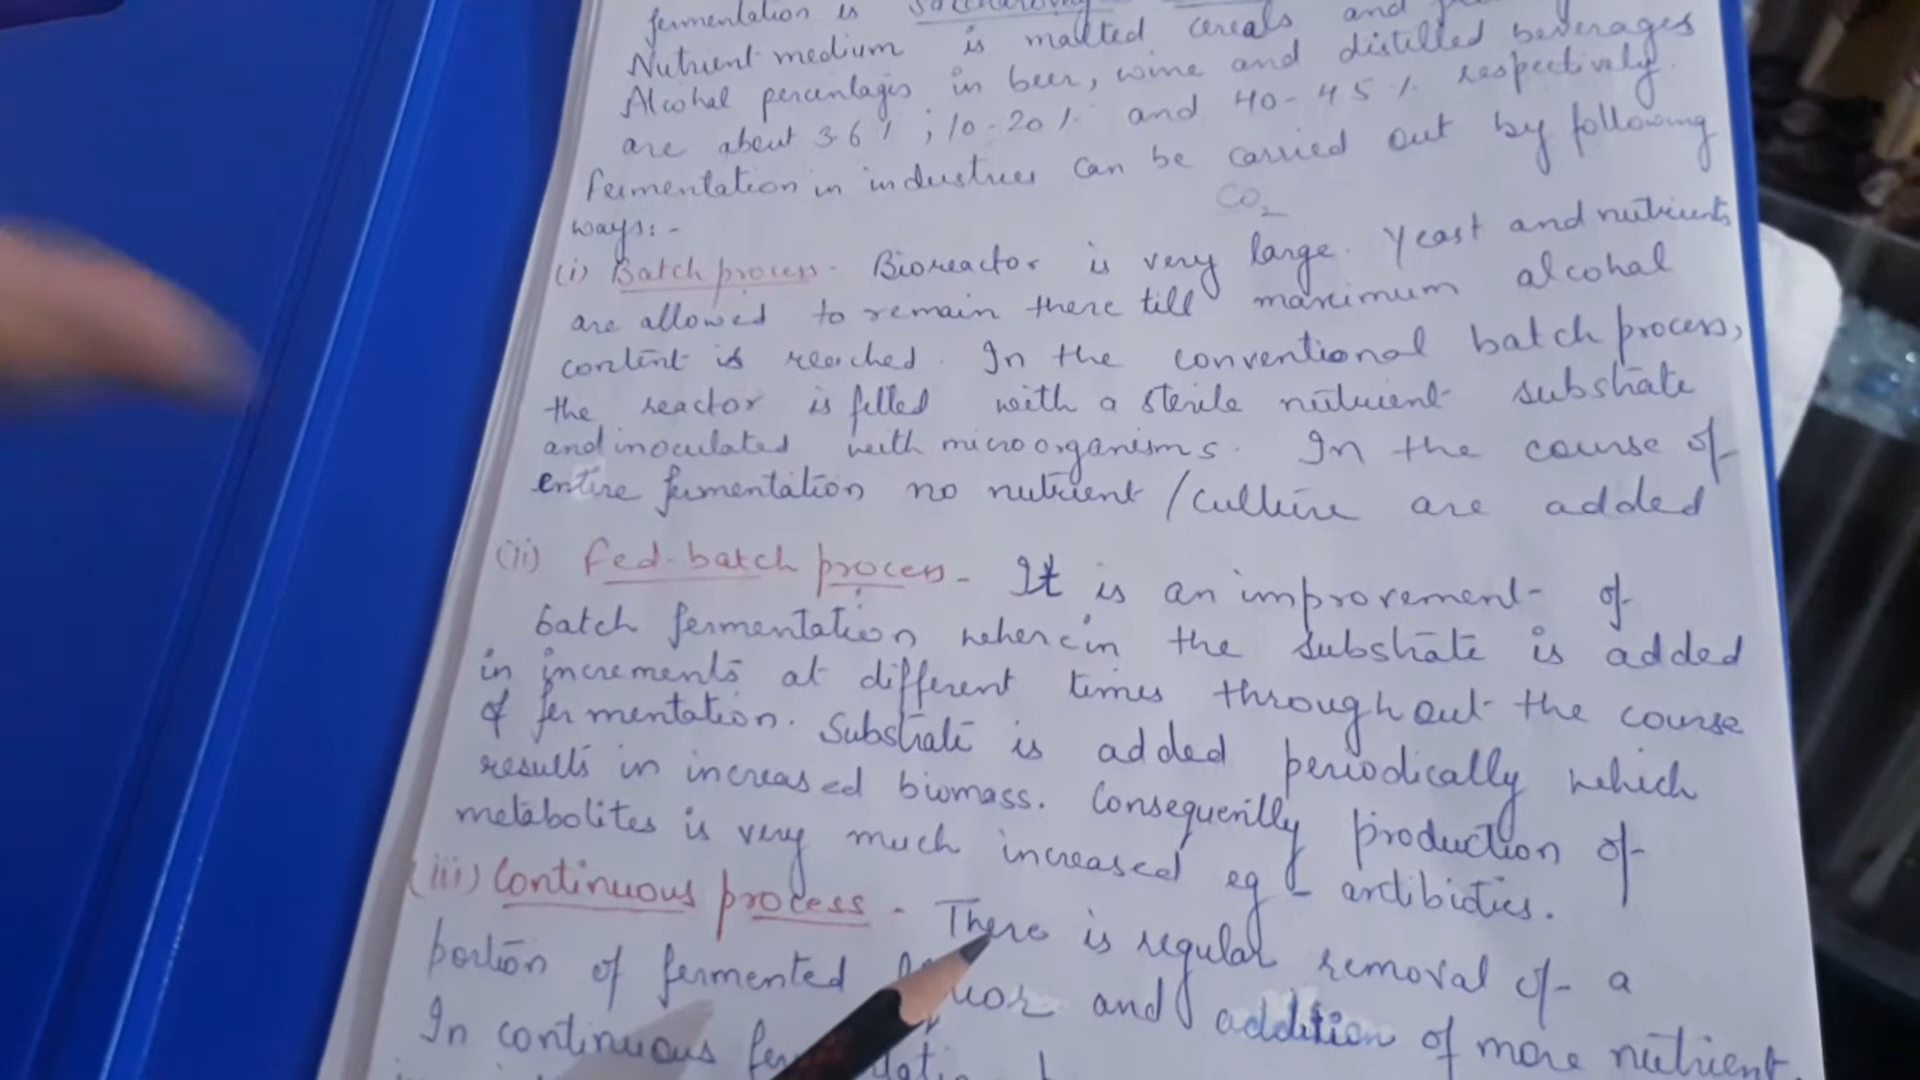 fermentation is
Nutrient medium is malted cereals and
Alcohal percentages in beer, wine and distilled beverages
are about 3-6%; 10-20% and 40-45% respectively.
Fermentation in industries can be carried out by following
ways:-
CO2
(i) Batch process. Bioreactor is very large. Yeast and nutrients
are allowed to remain there till maximum alcohal
content is reached. In the conventional batch process,
the reactor is filled with a sterile nutrient substrate
and inoculated with microorganisms. In the course of
entire fermentation no nutrient/culture are added
(ii) Fed-batch process- It is an improvement of
batch fermentation wherein the substrate is added
in increments at different times throughout the course
of fermentation. Substrate is added periodically which
results in increased biomass. Consequently production of
metabolites is very much increased eg - antibiotics.
(iii) Continuous process - There is regular removal of a
portion of fermented and addition of more nutrient.
In continuous